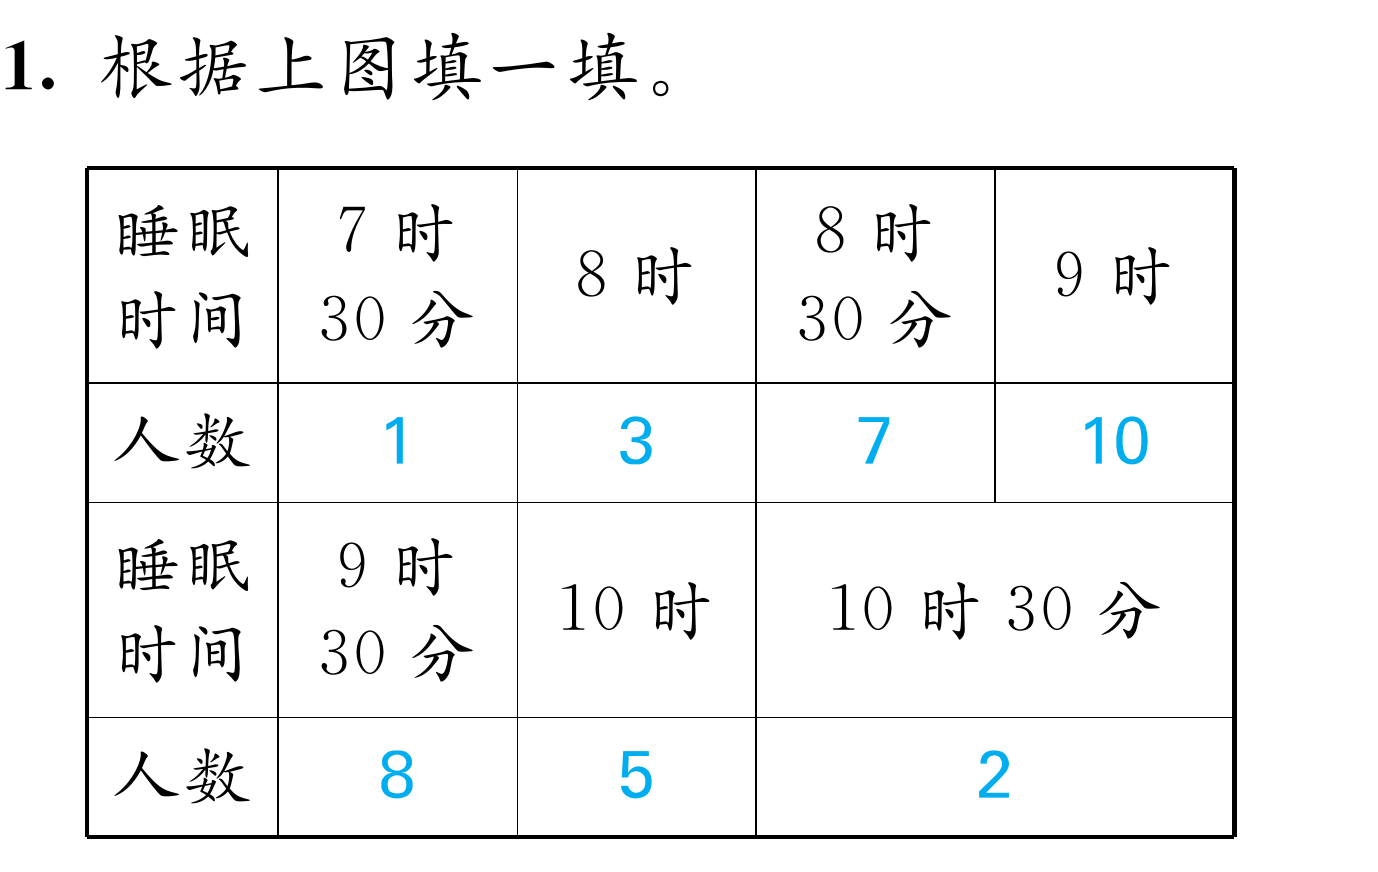 1. 根据上图填一填。
睡眠时间 7时30分 8时 8时30分 9时
人数 1 3 7 10
睡眠时间 9时30分 10时 10时30分
人数 8 5 2